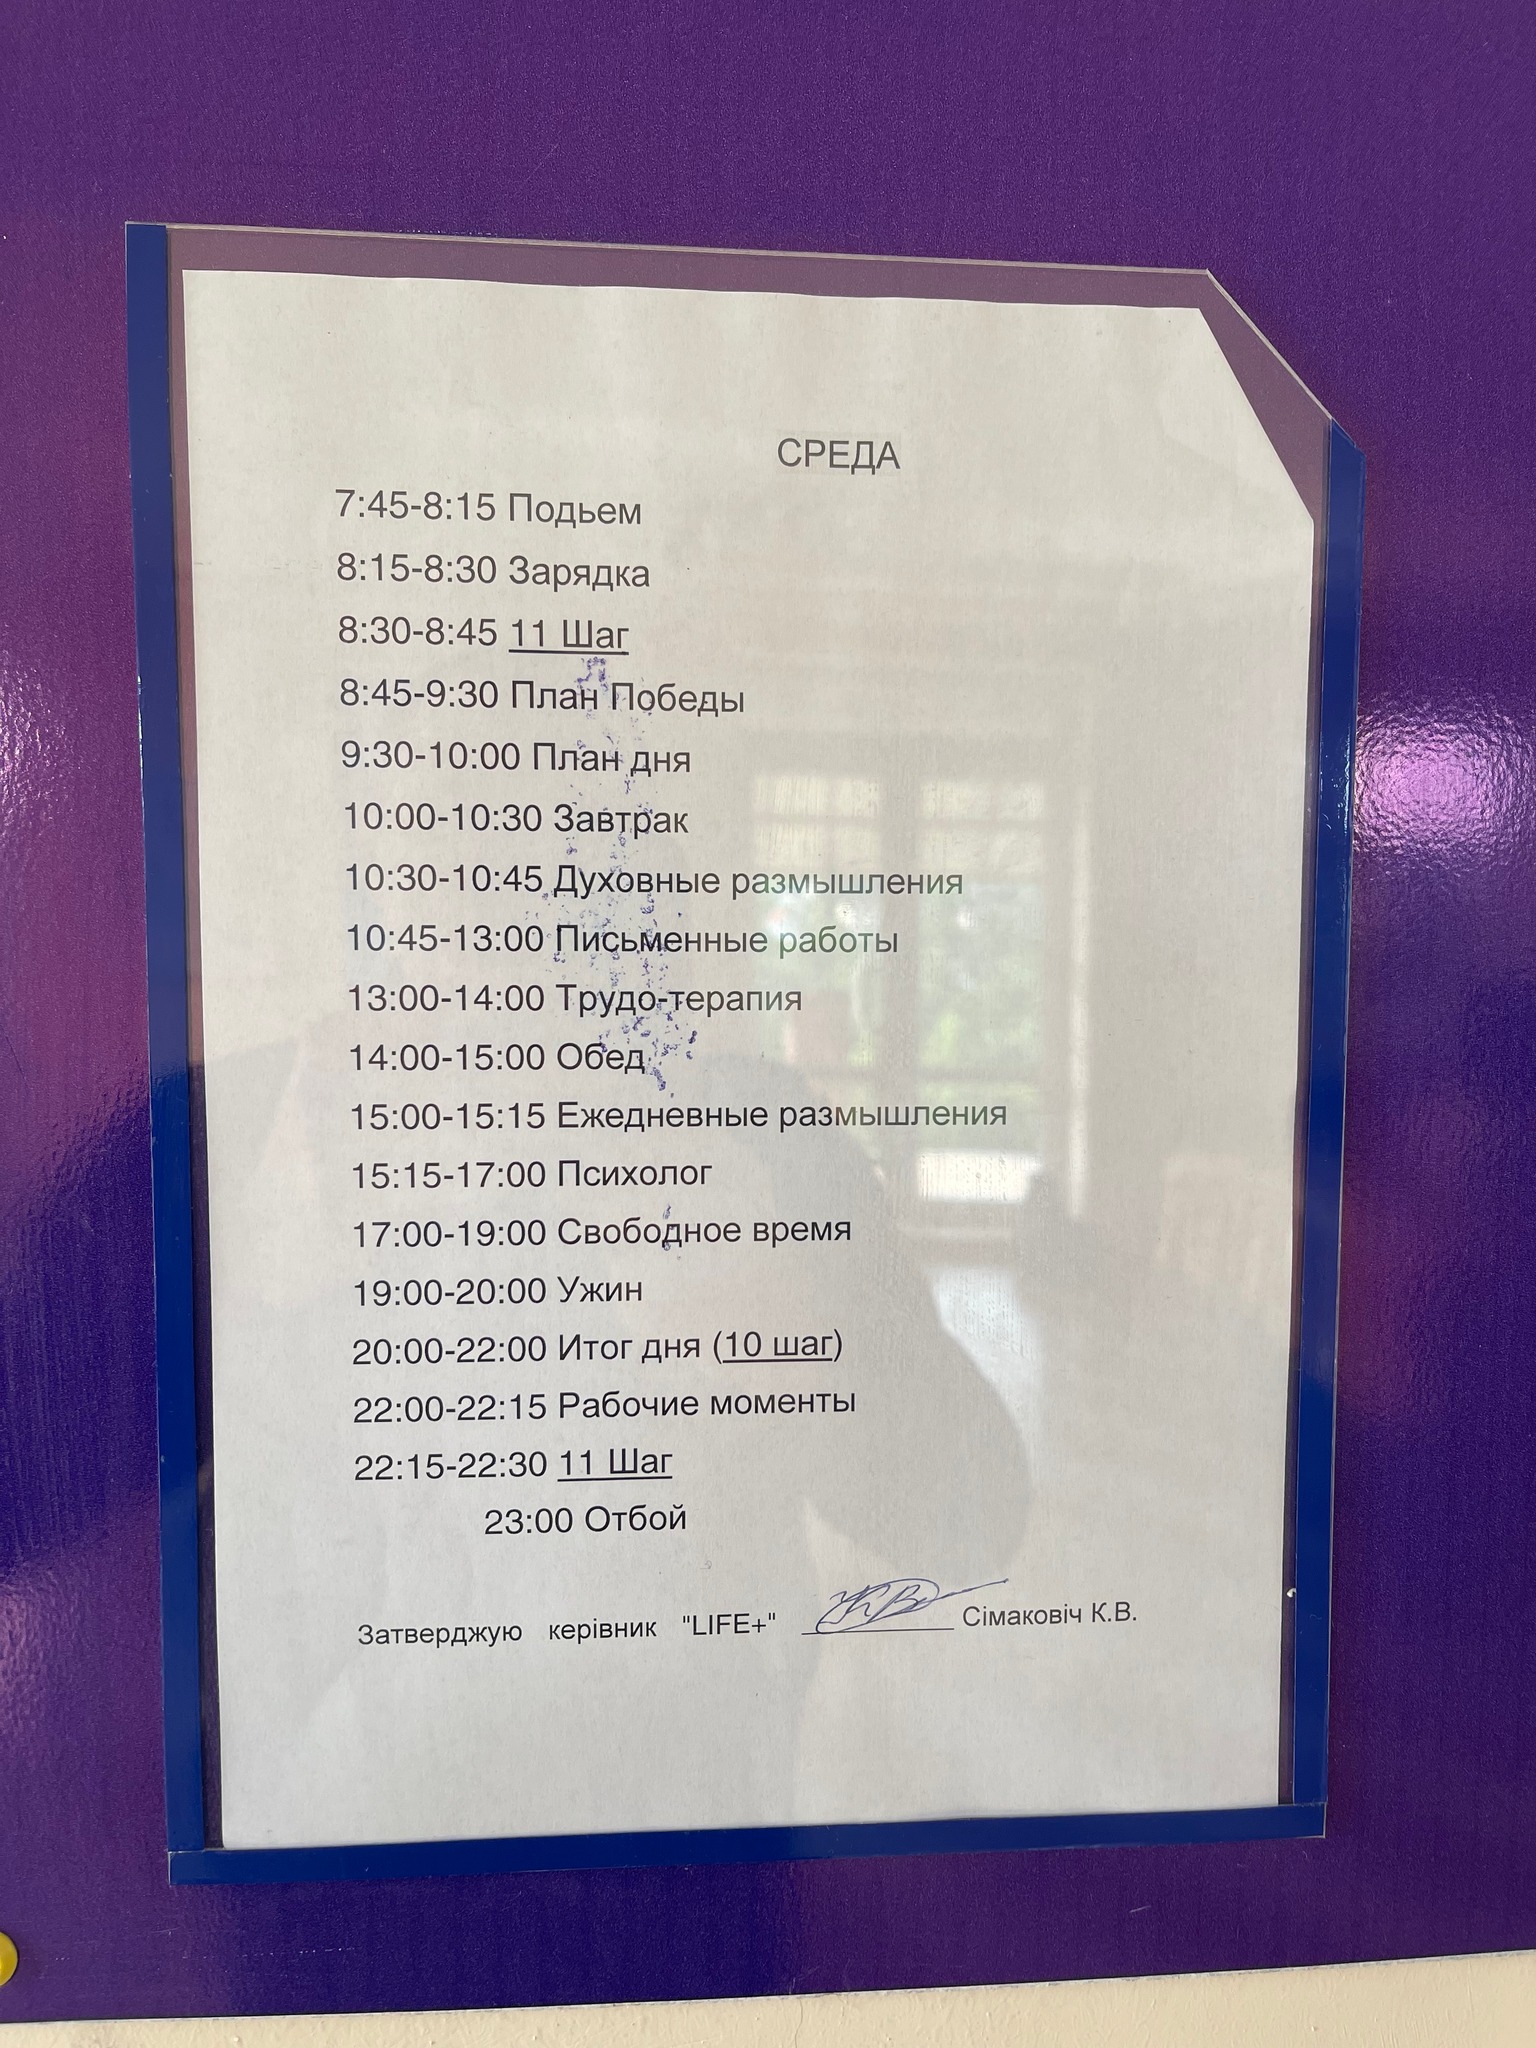 СРЕДА
7:45-8:15 Подьем
8:15-8:30 Зарядка
8:30-8:45 11 Шаг
8:45-9:30 План Победы
9:30-10:00 План дня
10:00-10:30 Завтрак
10:30-10:45 Духовные размышления
10:45-13:00 Письменные работы
13:00-14:00 Трудо-терапия
14:00-15:00 Обед
15:00-15:15 Ежедневные размышления
15:15-17:00 Психолог
17:00-19:00 Свободное время
19:00-20:00 Ужин
20:00-22:00 Итог дня (10 шаг)
22:00-22:15 Рабочие моменты
22:15-22:30 11 Шаг
23:00 Отбой
Затверджую керівник "LIFE+" Сімаковіч К.В.